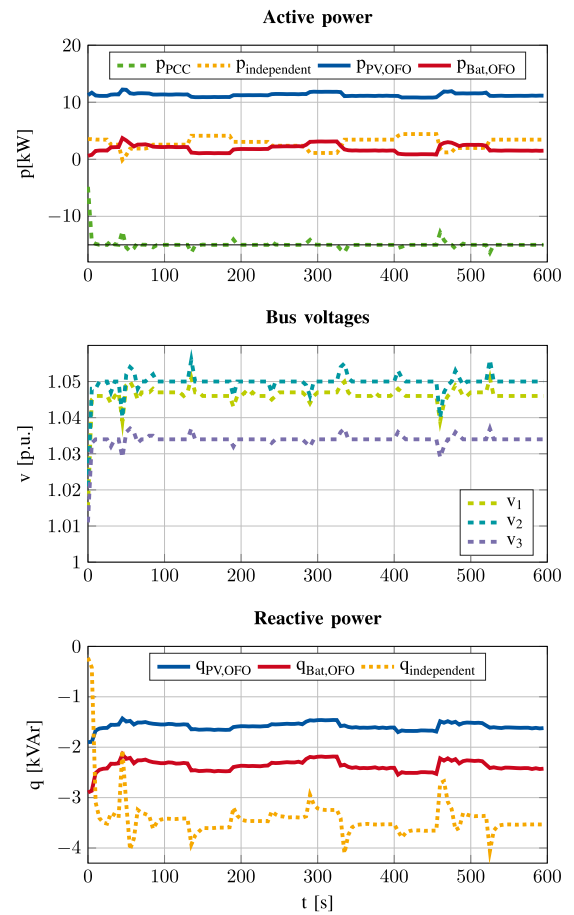 Active power
20
10
0
−10
p[kW]
p_PCC p_independent p_PV,OFO p_Bat,OFO
0 100 200 300 400 500 600
Bus voltages
1.05
1.04
1.03
1.02
1.01
1
v [p.u.]
v_1
v_2
v_3
0 100 200 300 400 500 600
Reactive power
0
−1
−2
−3
−4
q [kVAr]
q_PV,OFO q_Bat,OFO q_independent
0 100 200 300 400 500 600
t [s]